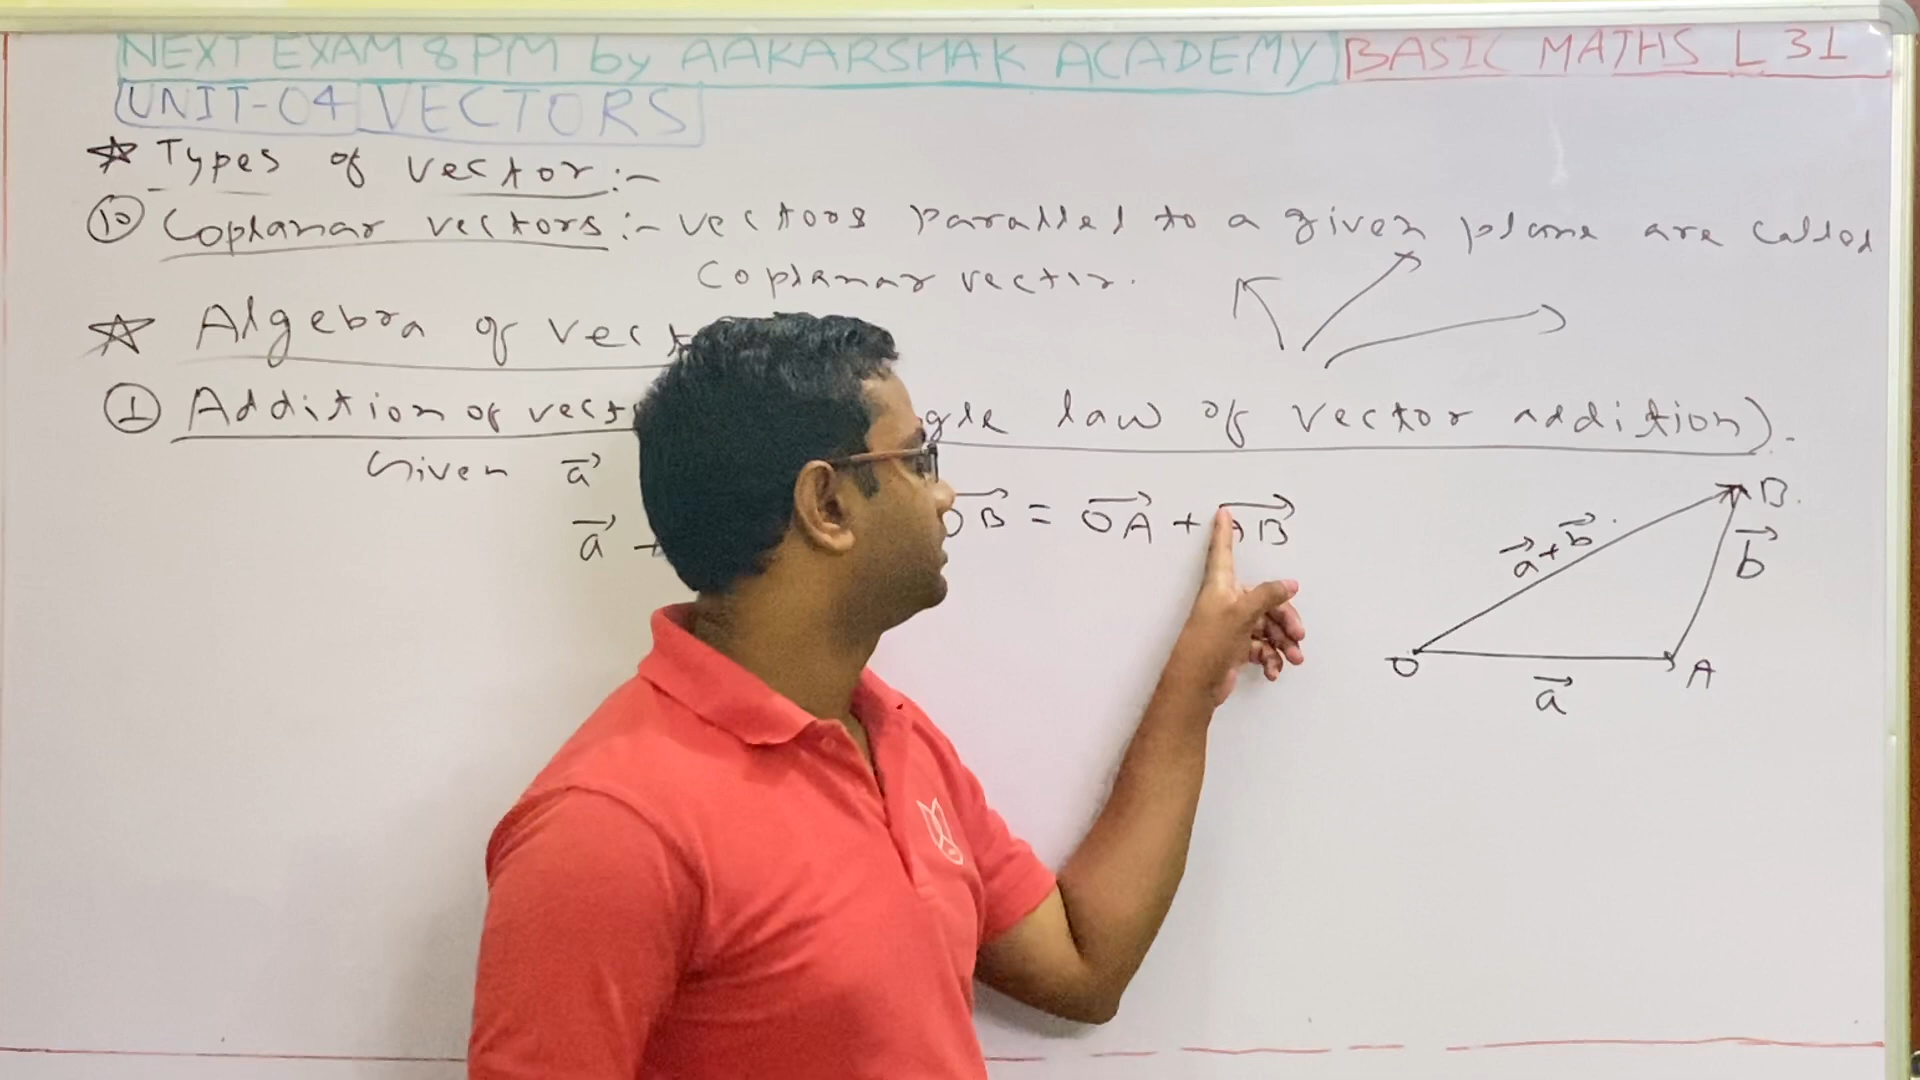 NEXT EXAM 8PM by AAKARSHAK ACADEMY BASIC MATHS L 31
UNIT-04 VECTORS
☆ Types of vector:-
⑩ Coplanar vectors:- vectors parallel to a given plane are called
coplanar vector.
☆ Algebra of vect
① Addition of vect gle law of vector addition).
Given a⃗
a⃗ + OB⃗ = OA⃗ + AB⃗
B.
a⃗+b⃗
b⃗
O
A
a⃗